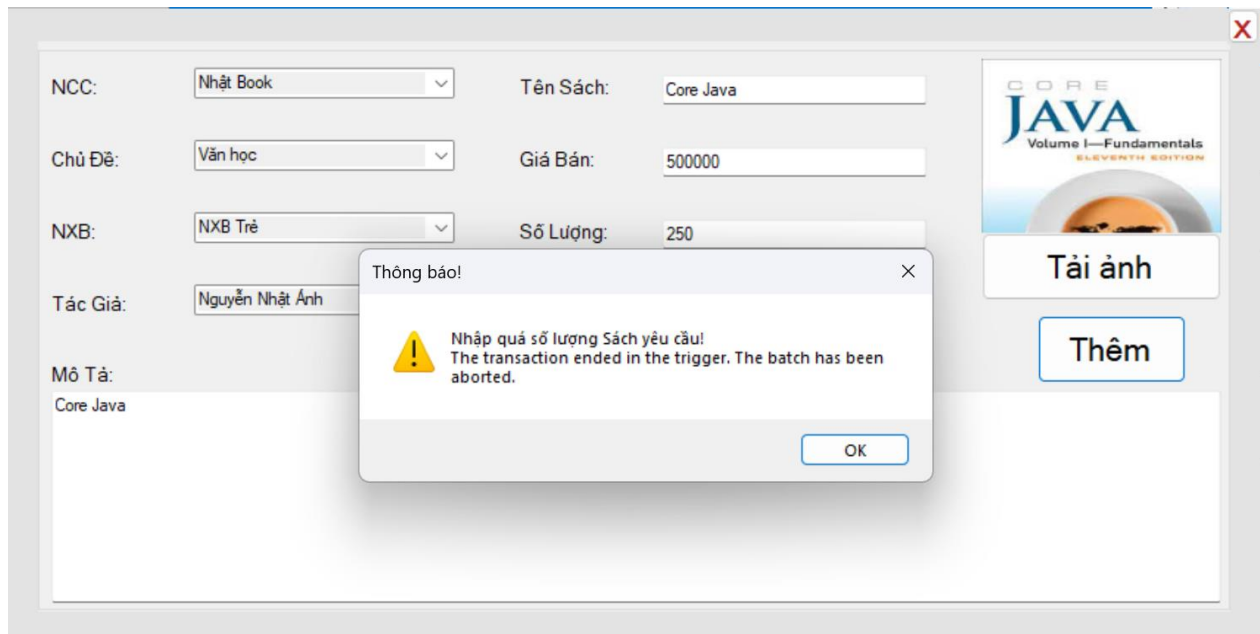 X
NCC:
Nhật Book
Tên Sách:
Core Java
Chủ Đề:
Văn học
Giá Bán:
500000
NXB:
NXB Trẻ
Số Lượng:
250
Tác Giả:
Nguyễn Nhật Ánh
CORE
JAVA
Volume I—Fundamentals
ELEVENTH EDITION
Tải ảnh
Thêm
Mô Tả:
Core Java
Thông báo!
Nhập quá số lượng Sách yêu cầu!
The transaction ended in the trigger. The batch has been
aborted.
OK